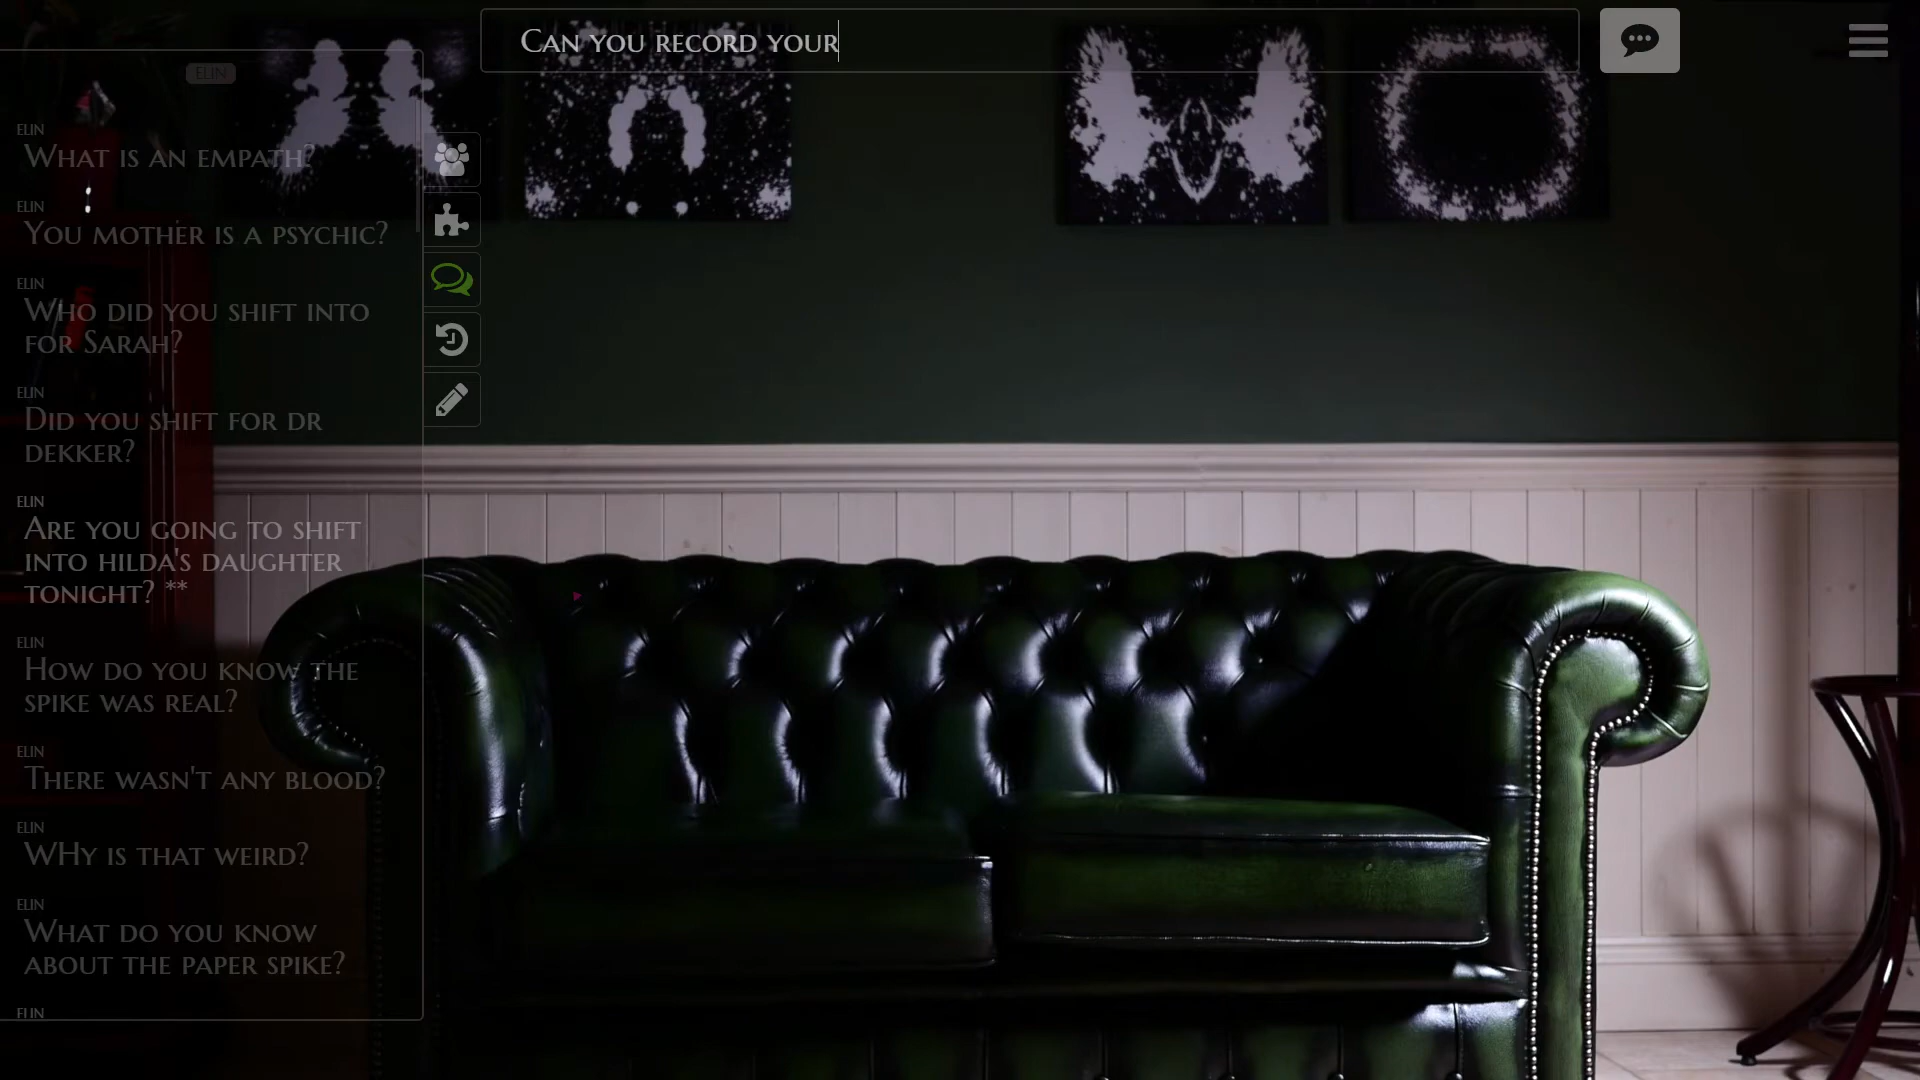 Can you record your
ELIN
ELIN
What is an empath?
ELIN
You mother is a psychic?
ELIN
Who did you shift into
for Sarah?
ELIN
Did you shift for dr
dekker?
ELIN
Are you going to shift
into hilda's daughter
tonight? **
ELIN
How do you know the
spike was real?
ELIN
There wasn't any blood?
ELIN
WHy is that weird?
ELIN
What do you know
about the paper spike?
ELIN